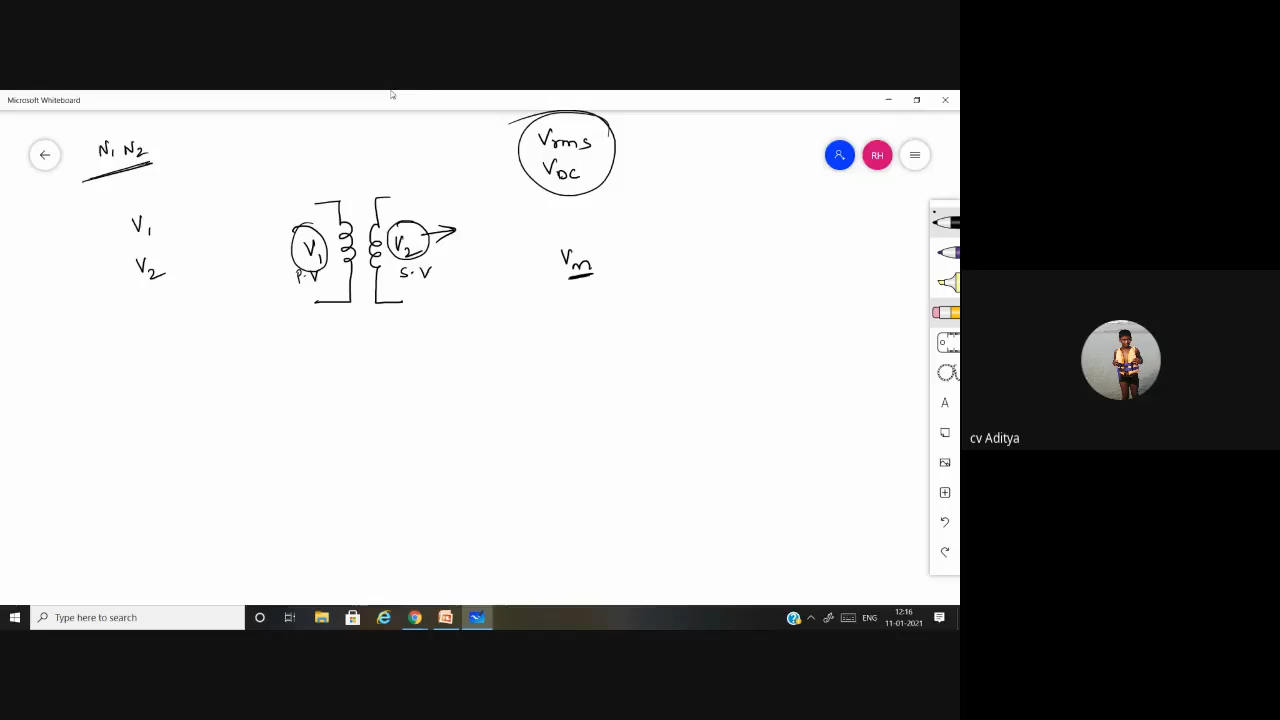 Microsoft Whiteboard
N1 N2
Vrms
VDC
RH
V1
V2
V1
P.V
V2
S.V
Vm
A
cv Aditya
Type here to search
ENG
12:16
11-01-2021